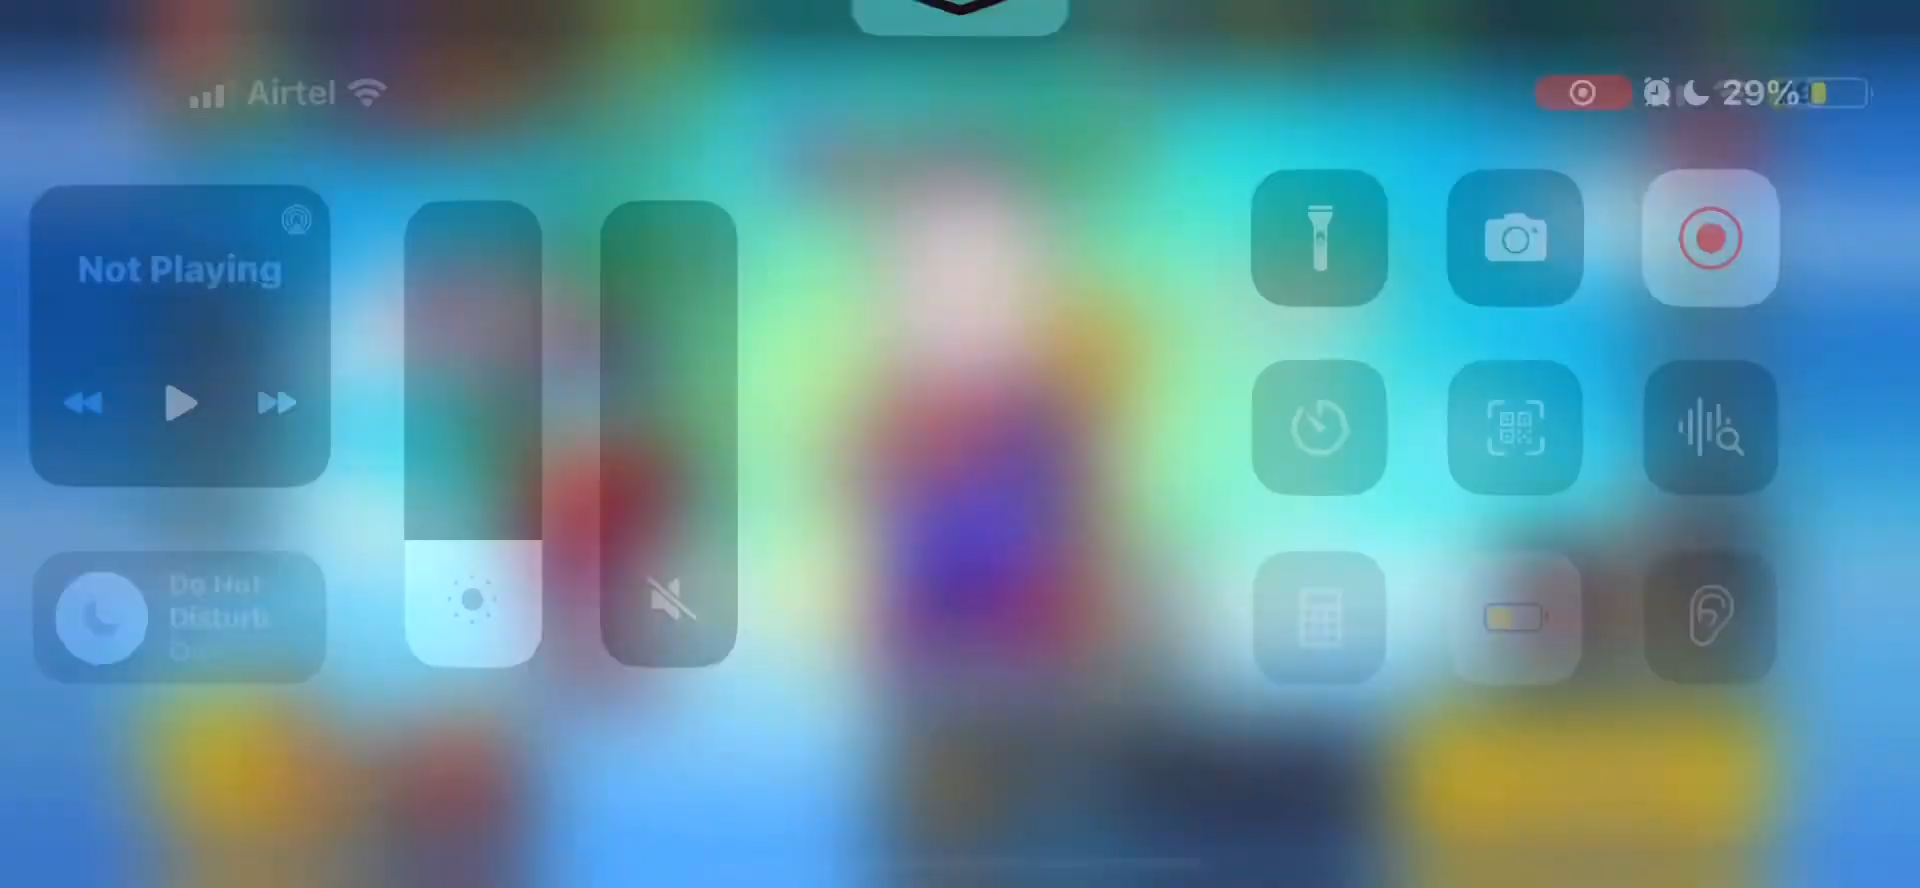 Airtel
29%
Not Playing
Do Not
Disturb